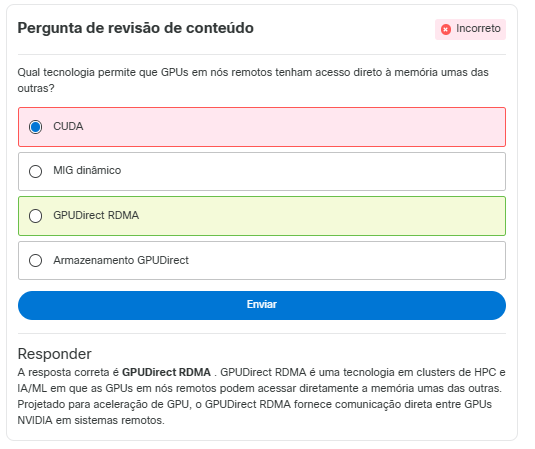 Pergunta de revisão de conteúdo
Incorreto
Qual tecnologia permite que GPUs em nós remotos tenham acesso direto à memória umas das
outras?
CUDA
MIG dinâmico
GPUDirect RDMA
Armazenamento GPUDirect
Enviar
Responder
A resposta correta é GPUDirect RDMA . GPUDirect RDMA é uma tecnologia em clusters de HPC e
IA/ML em que as GPUs em nós remotos podem acessar diretamente a memória umas das outras.
Projetado para aceleração de GPU, o GPUDirect RDMA fornece comunicação direta entre GPUs
NVIDIA em sistemas remotos.